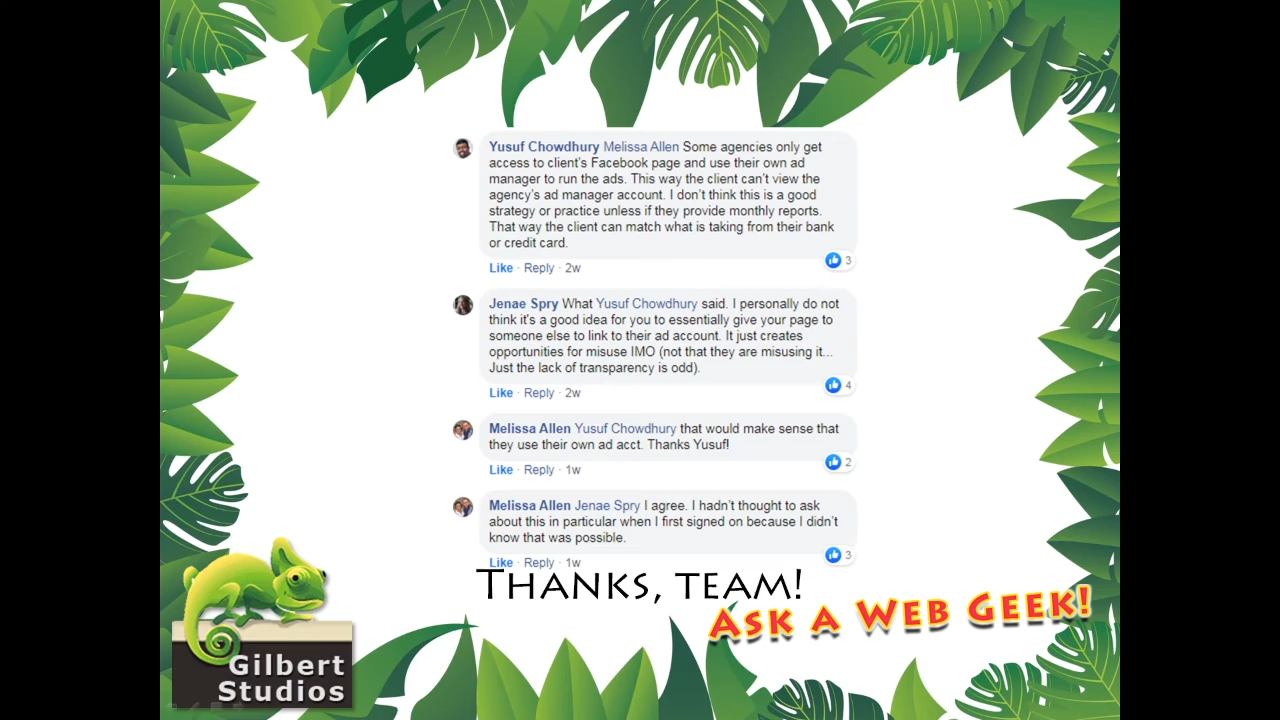 Yusuf Chowdhury Melissa Allen Some agencies only get
access to client's Facebook page and use their own ad
manager to run the ads. This way the client can't view the
agency's ad manager account. I don't think this is a good
strategy or practice unless if they provide monthly reports.
That way the client can match what is taking from their bank
or credit card.
3
Like · Reply · 2w
Jenae Spry What Yusuf Chowdhury said. I personally do not
think it's a good idea for you to essentially give your page to
someone else to link to their ad account. It just creates
opportunities for misuse IMO (not that they are misusing it...
Just the lack of transparency is odd).
4
Like · Reply · 2w
Melissa Allen Yusuf Chowdhury that would make sense that
they use their own ad acct. Thanks Yusuf!
2
Like · Reply · 1w
Melissa Allen Jenae Spry I agree. I hadn't thought to ask
about this in particular when I first signed on because I didn't
know that was possible.
3
Like · Reply · 1w
Thanks, team!
Ask a Web Geek!
Gilbert
Studios